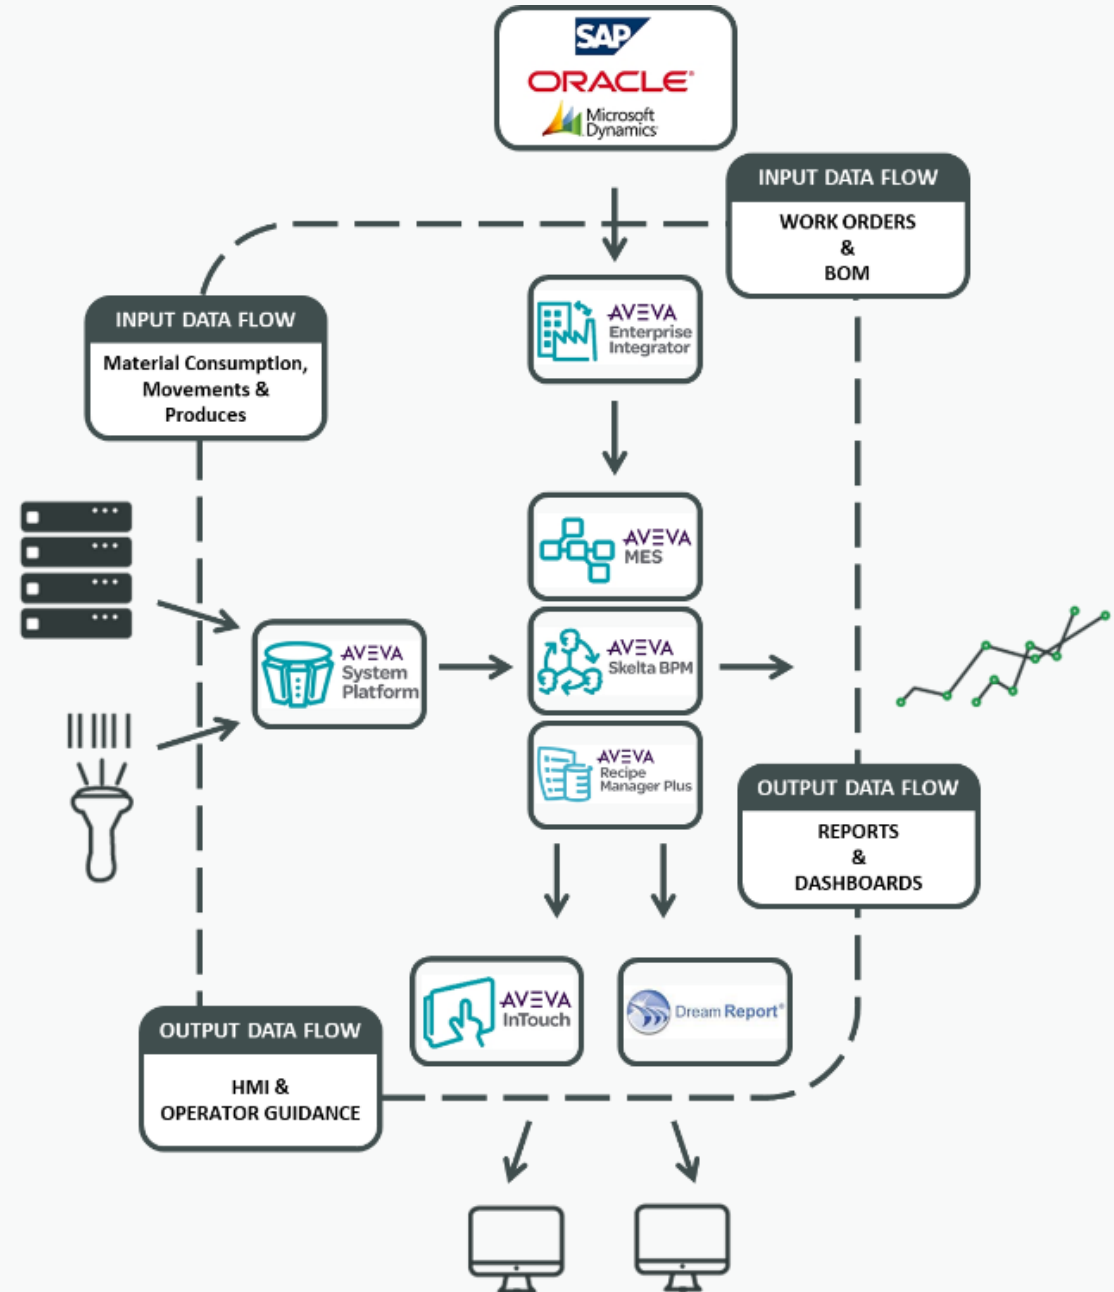 SAP
ORACLE®
Microsoft
Dynamics
INPUT DATA FLOW
WORK ORDERS
&
BOM
INPUT DATA FLOW
Material Consumption,
Movements &
Produces
AVEVA
Enterprise
Integrator
AVEVA
MES
AVEVA
System
Platform
AVEVA
Skelta BPM
AVEVA
Recipe
Manager Plus
OUTPUT DATA FLOW
REPORTS
&
DASHBOARDS
AVEVA
InTouch
Dream Report®
OUTPUT DATA FLOW
HMI &
OPERATOR GUIDANCE